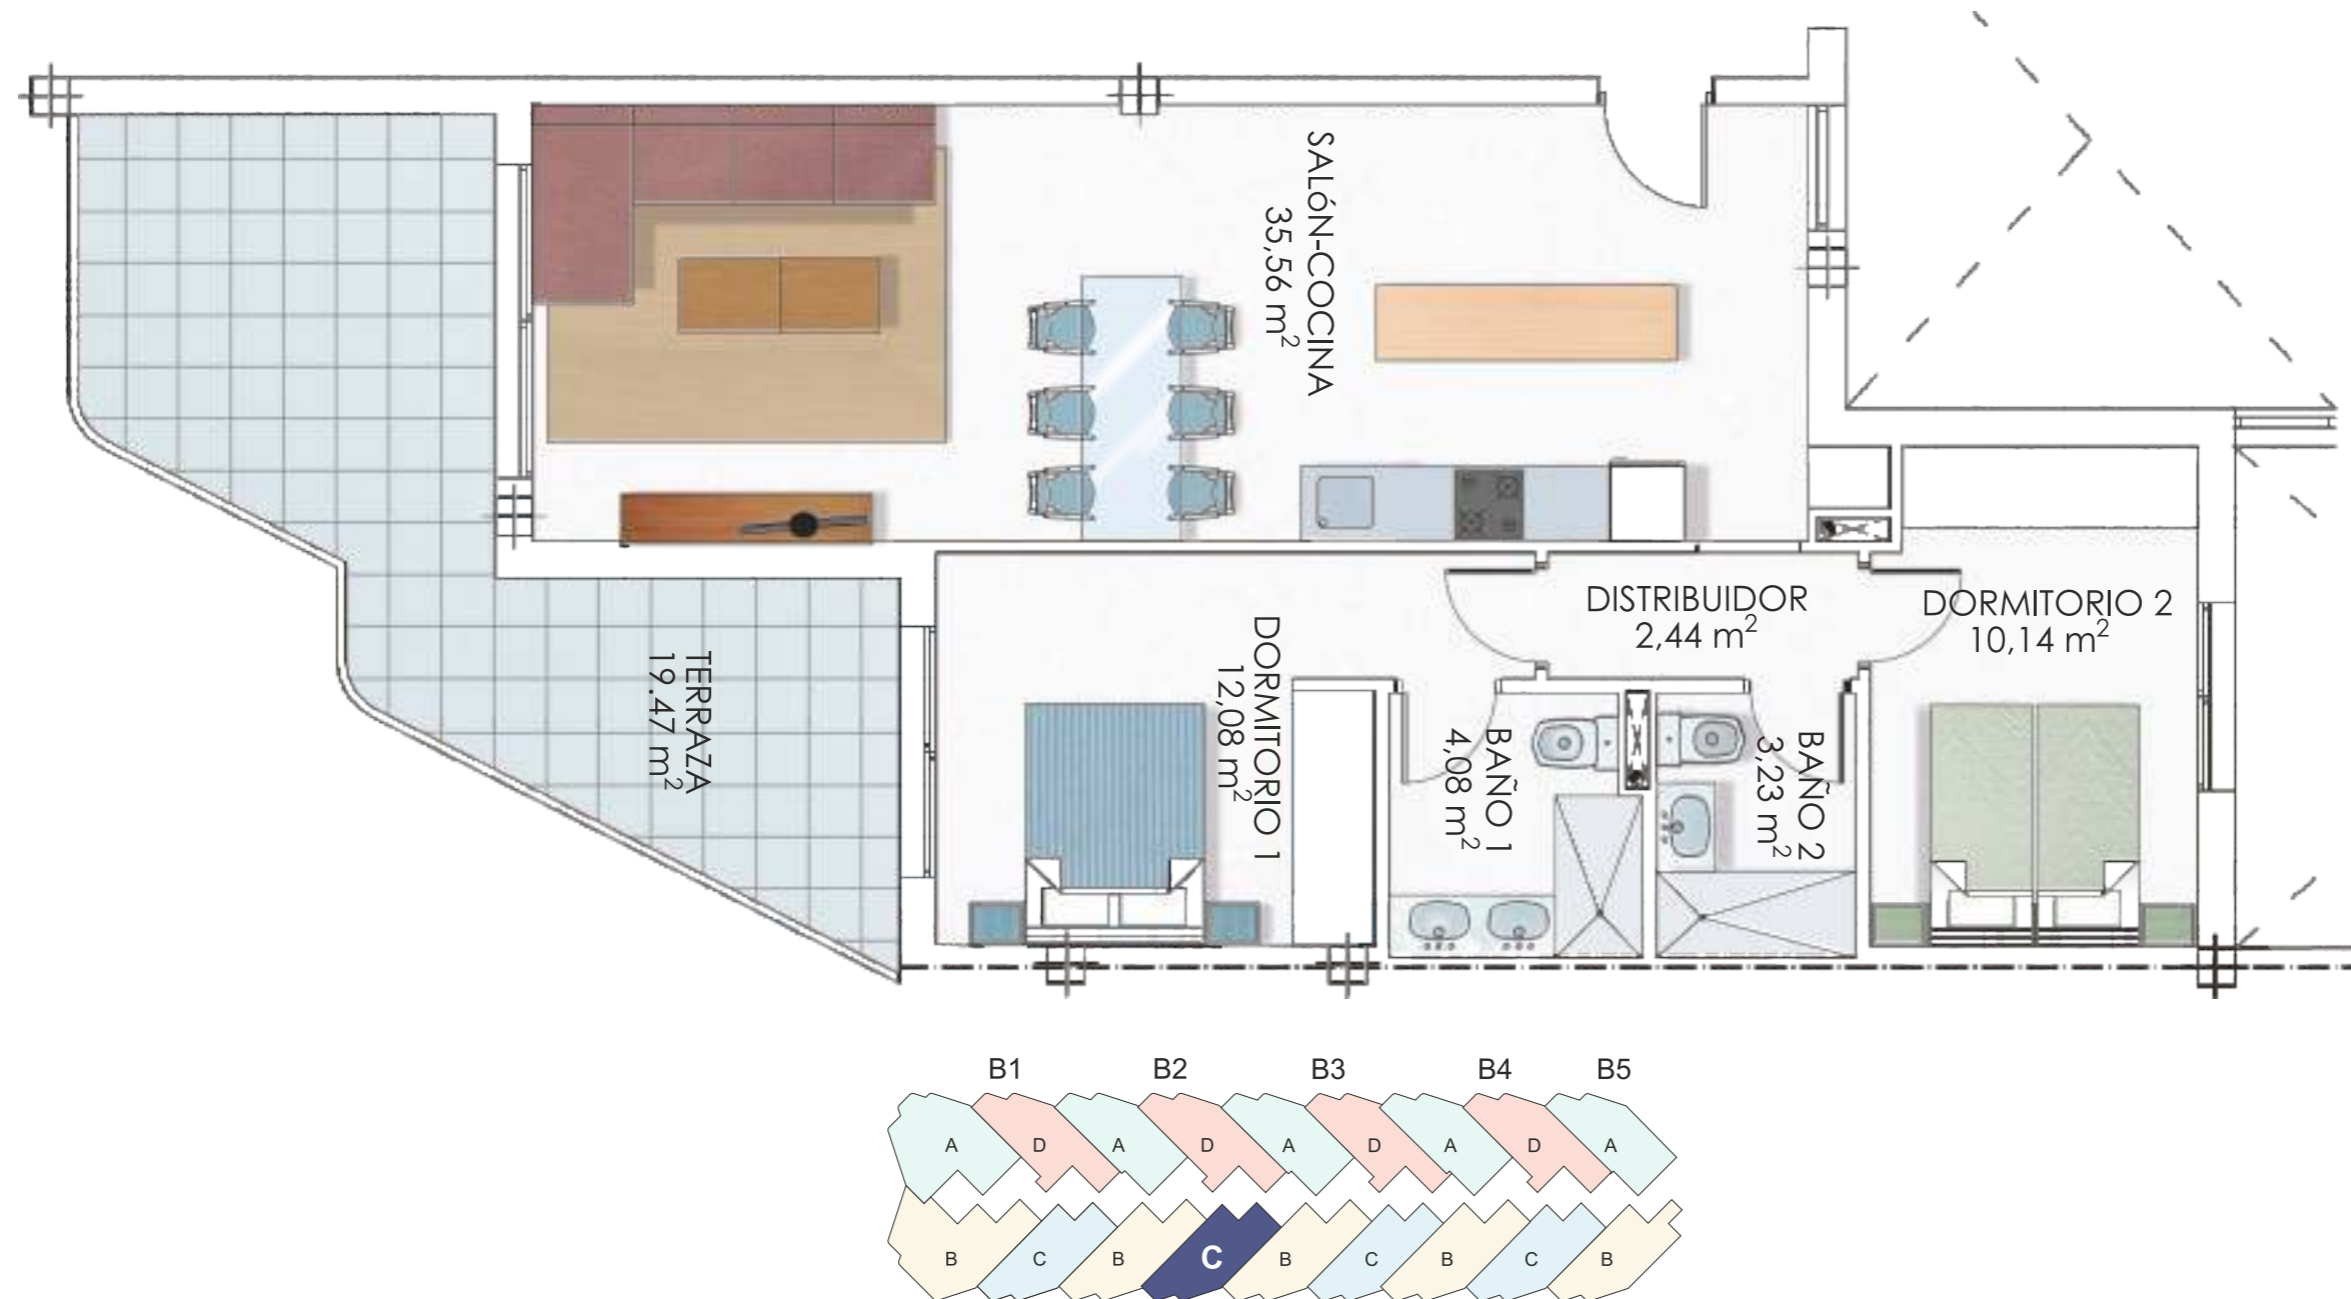 SALÓN-COCINA
35,56 m²
DISTRIBUIDOR
2,44 m²
DORMITORIO 2
10,14 m²
TERRAZA
19.47 m²
DORMITORIO 1
12,08 m²
BAÑO 1
4,08 m²
BAÑO 2
3,23 m²
B1 B2 B3 B4 B5
A D A D A D A D A
B C B C B C B C B